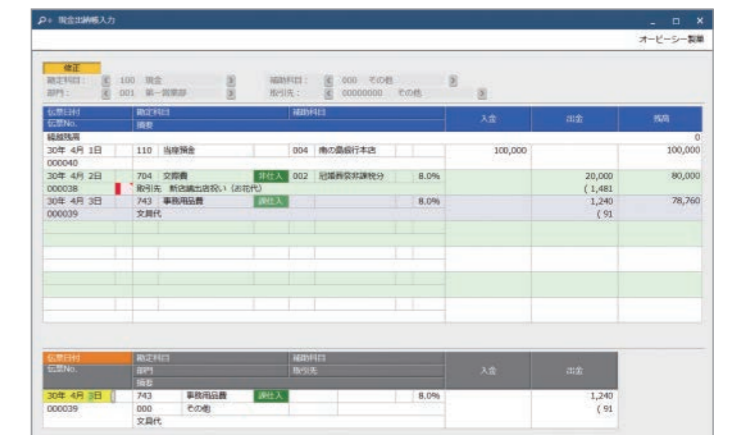 現金出納帳入力
オービーシー製菓
修正
勘定科目： 100 現金 補助科目： 000 その他
部門： 001 第一営業部 取引先： 00000000 その他
伝票日付 勘定科目 補助科目 入金 出金 残高
伝票No. 摘要
繰越残高 0
30年 4月 1日 110 当座預金 004 南の島銀行本店 100,000 100,000
000040
30年 4月 2日 704 交際費 非仕入 002 冠婚葬祭非課税分 8.0% 20,000 80,000
000038 取引先 新店舗出店祝い（お花代） ( 1,481
30年 4月 3日 743 事務用品費 課仕入 8.0% 1,240 78,760
000039 文具代 ( 91
伝票日付 勘定科目 補助科目 入金 出金
伝票No. 部門 取引先
摘要
30年 4月 3日 743 事務用品費 課仕入 8.0% 1,240
000039 000 その他 ( 91
文具代